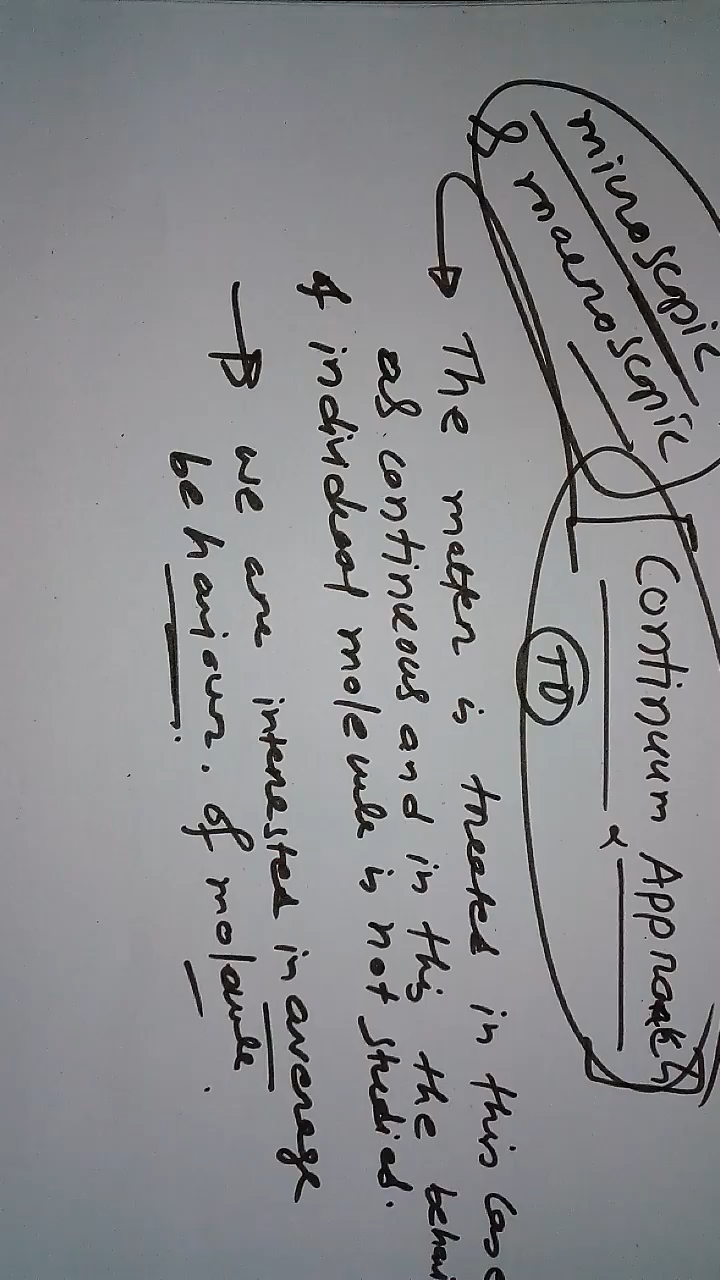 microscopic
& macroscopic
Continuum Approach
TD
The matter is treated in this case
as continuous and in this the behavi
of individual molecule is not studied.
→ we are interested in average
behaviour. of molecule.